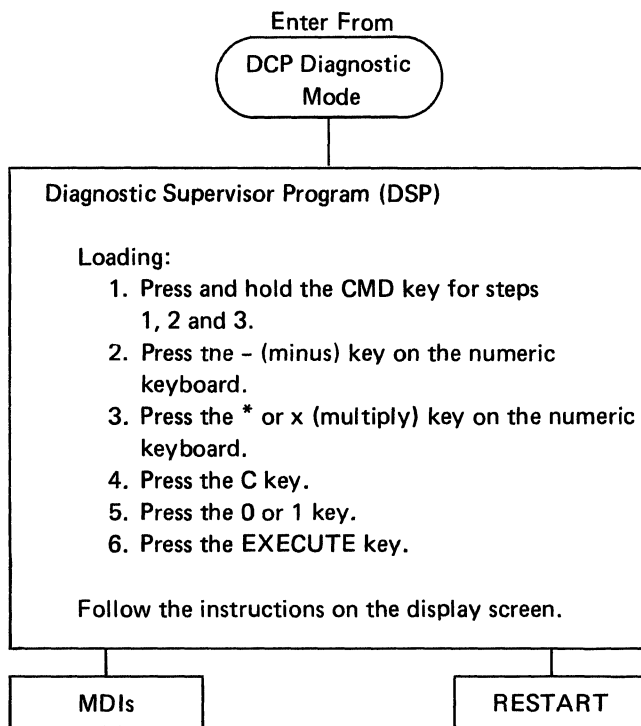 Enter From
DCP Diagnostic
Mode
Diagnostic Supervisor Program (DSP)
Loading:
1. Press and hold the CMD key for steps
1, 2 and 3.
2. Press the – (minus) key on the numeric
keyboard.
3. Press the * or x (multiply) key on the numeric
keyboard.
4. Press the C key.
5. Press the 0 or 1 key.
6. Press the EXECUTE key.
Follow the instructions on the display screen.
MDIs
RESTART